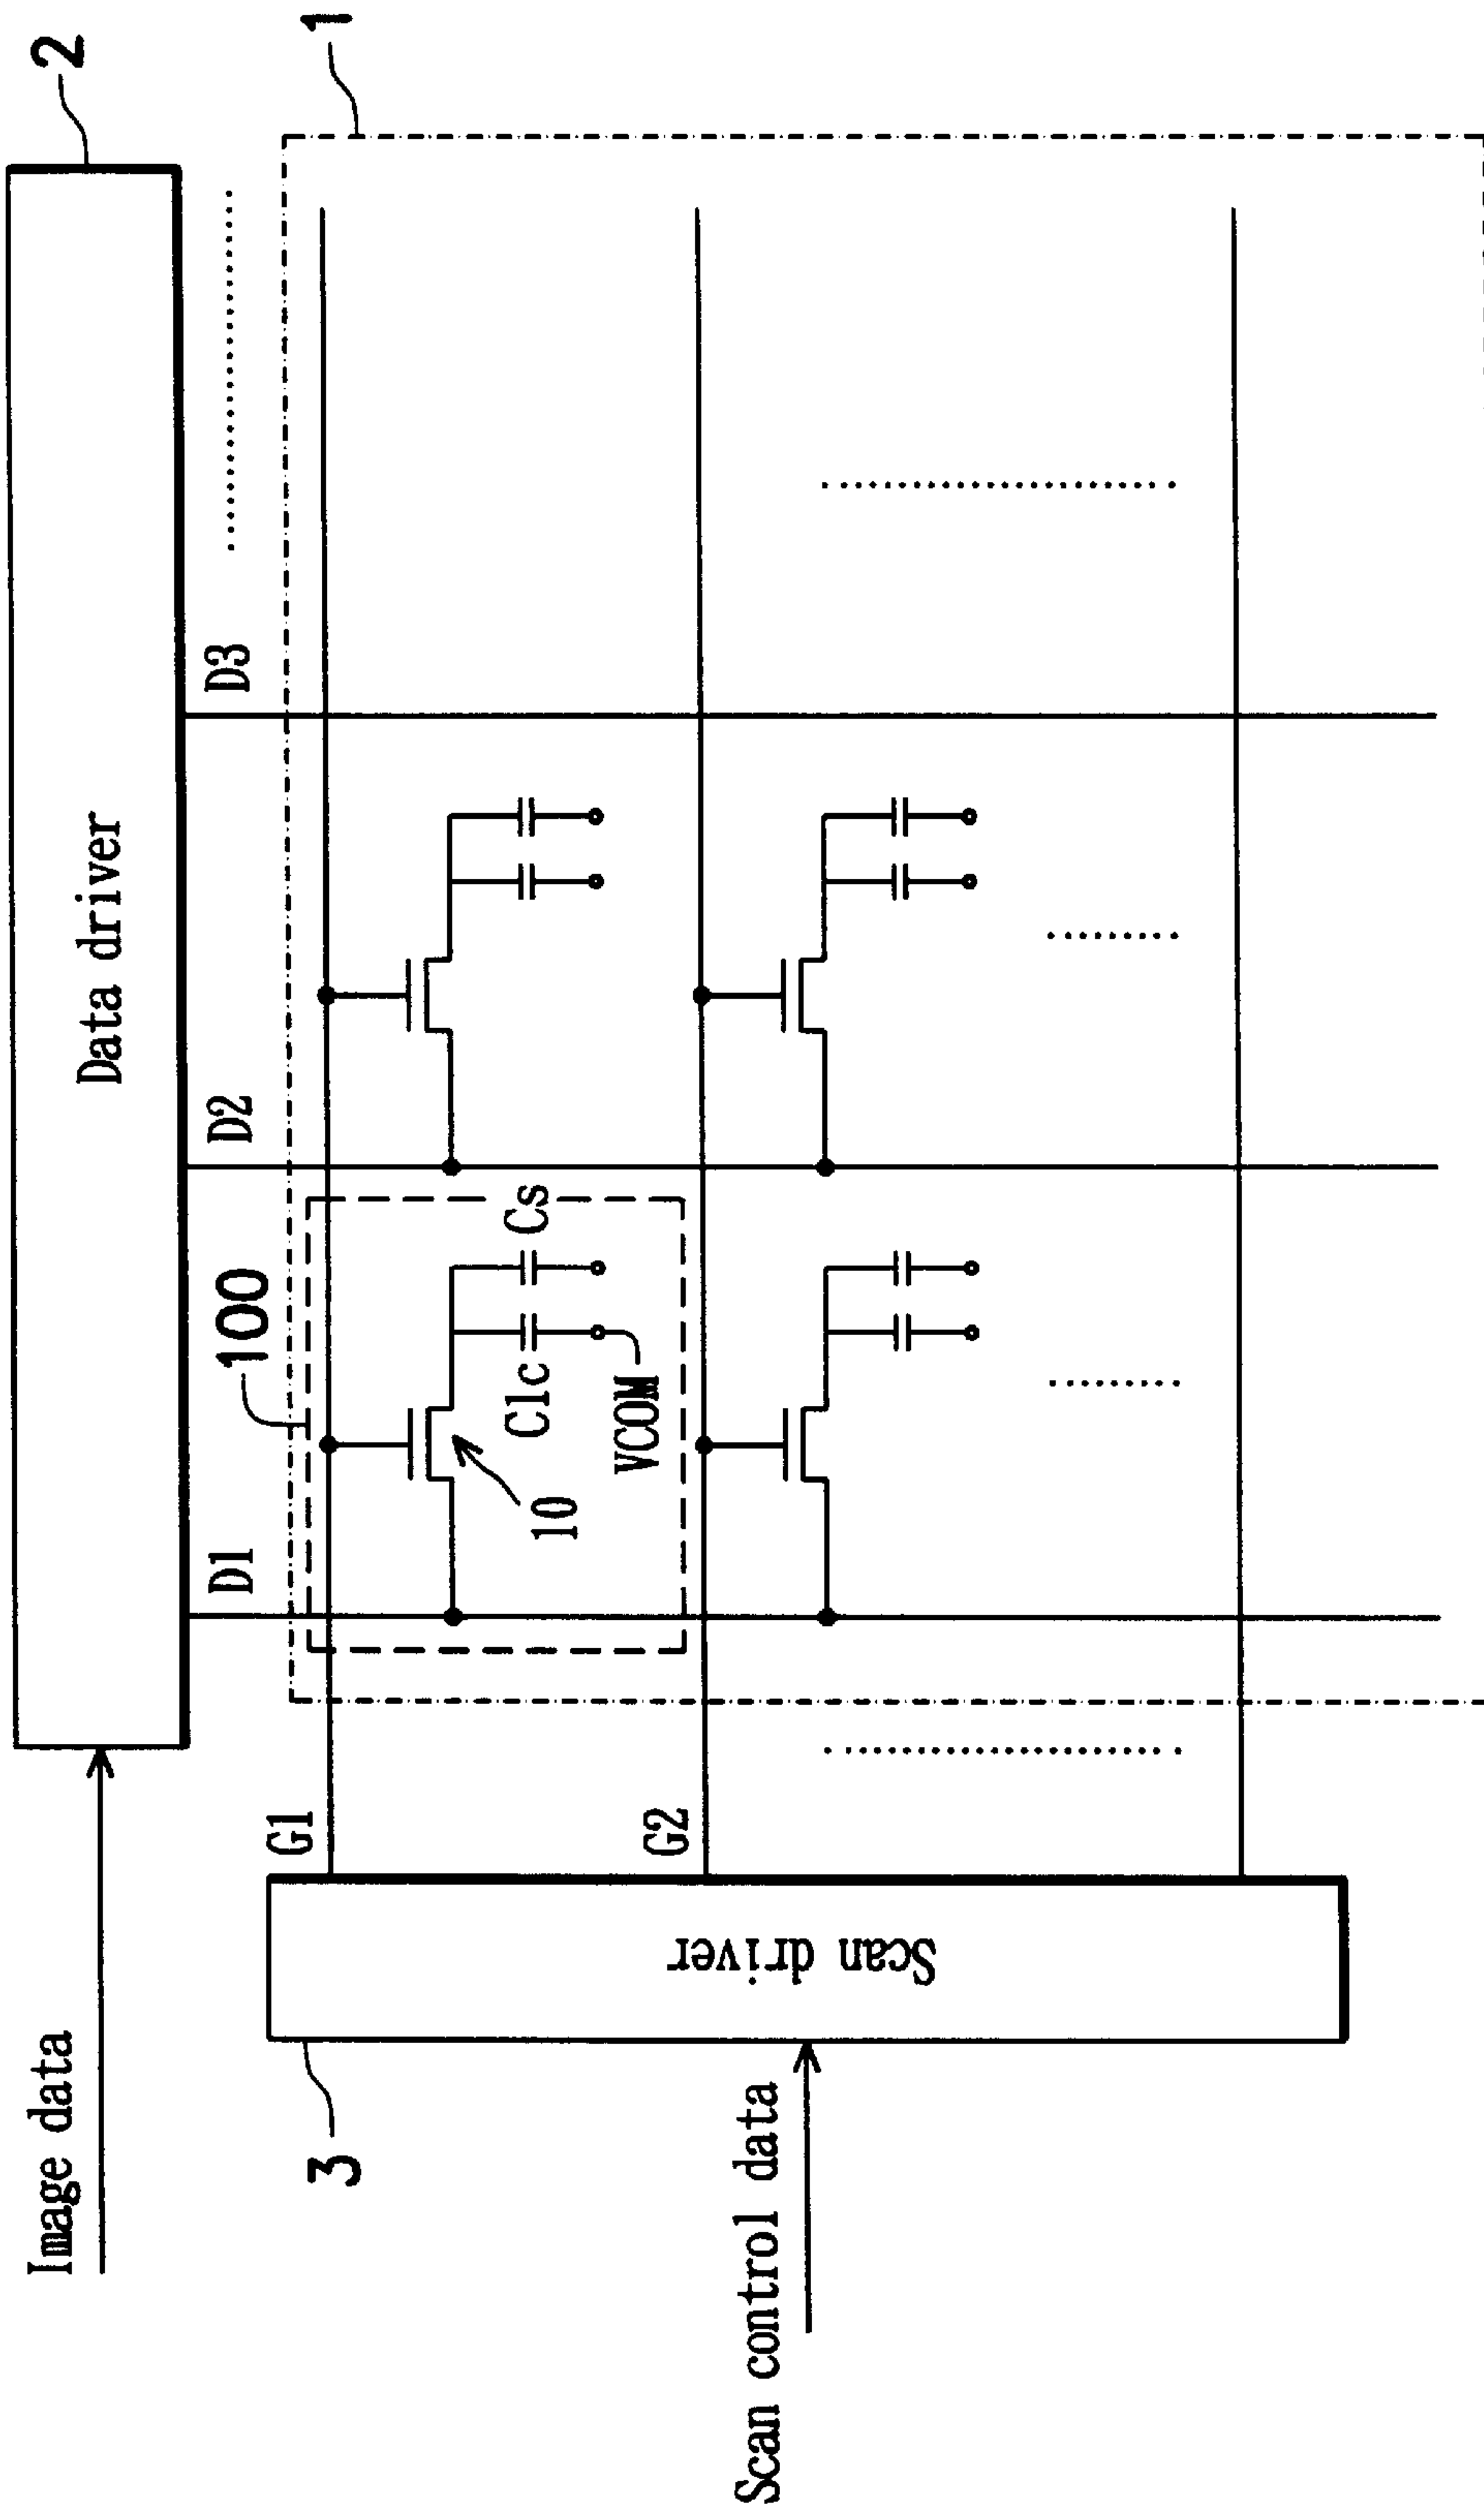 Image data
Data driver
2
D1
D2
D3
1
100
G1
10
Clc
Cs
VCOM
G2
3
Scan driver
Scan control data